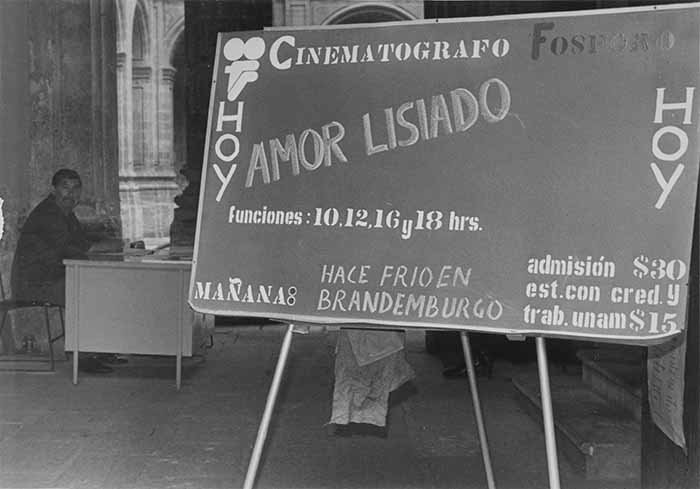 CINEMATOGRAFO FOSFORO
HOY
AMOR LISIADO
HOY
funciones: 10,12,16 y 18 hrs.
MAÑANA:
HACE FRIO EN
BRANDEMBURGO
admisión $30
est.con cred.y
trab.unam $15